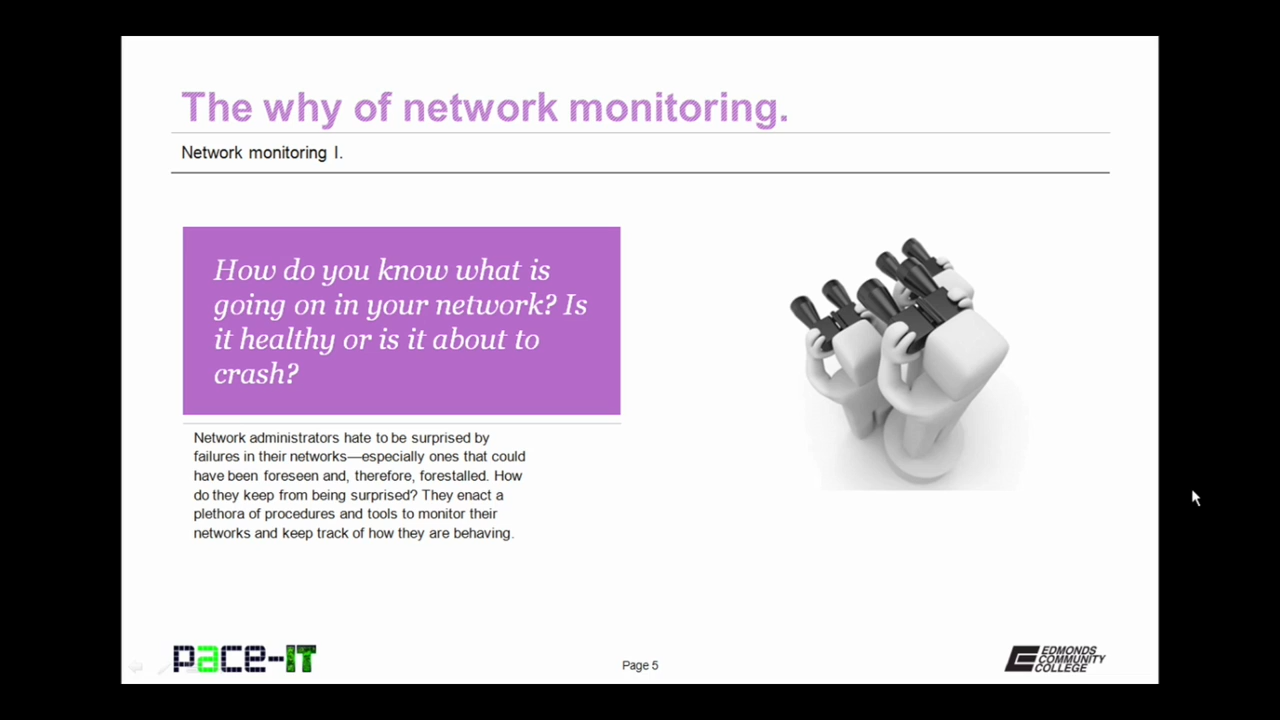 The why of network monitoring.
Network monitoring I.
How do you know what is
going on in your network? Is
it healthy or is it about to
crash?
Network administrators hate to be surprised by
failures in their networks—especially ones that could
have been foreseen and, therefore, forestalled. How
do they keep from being surprised? They enact a
plethora of procedures and tools to monitor their
networks and keep track of how they are behaving.
pace-IT
Page 5
EDMONDS
COMMUNITY
COLLEGE